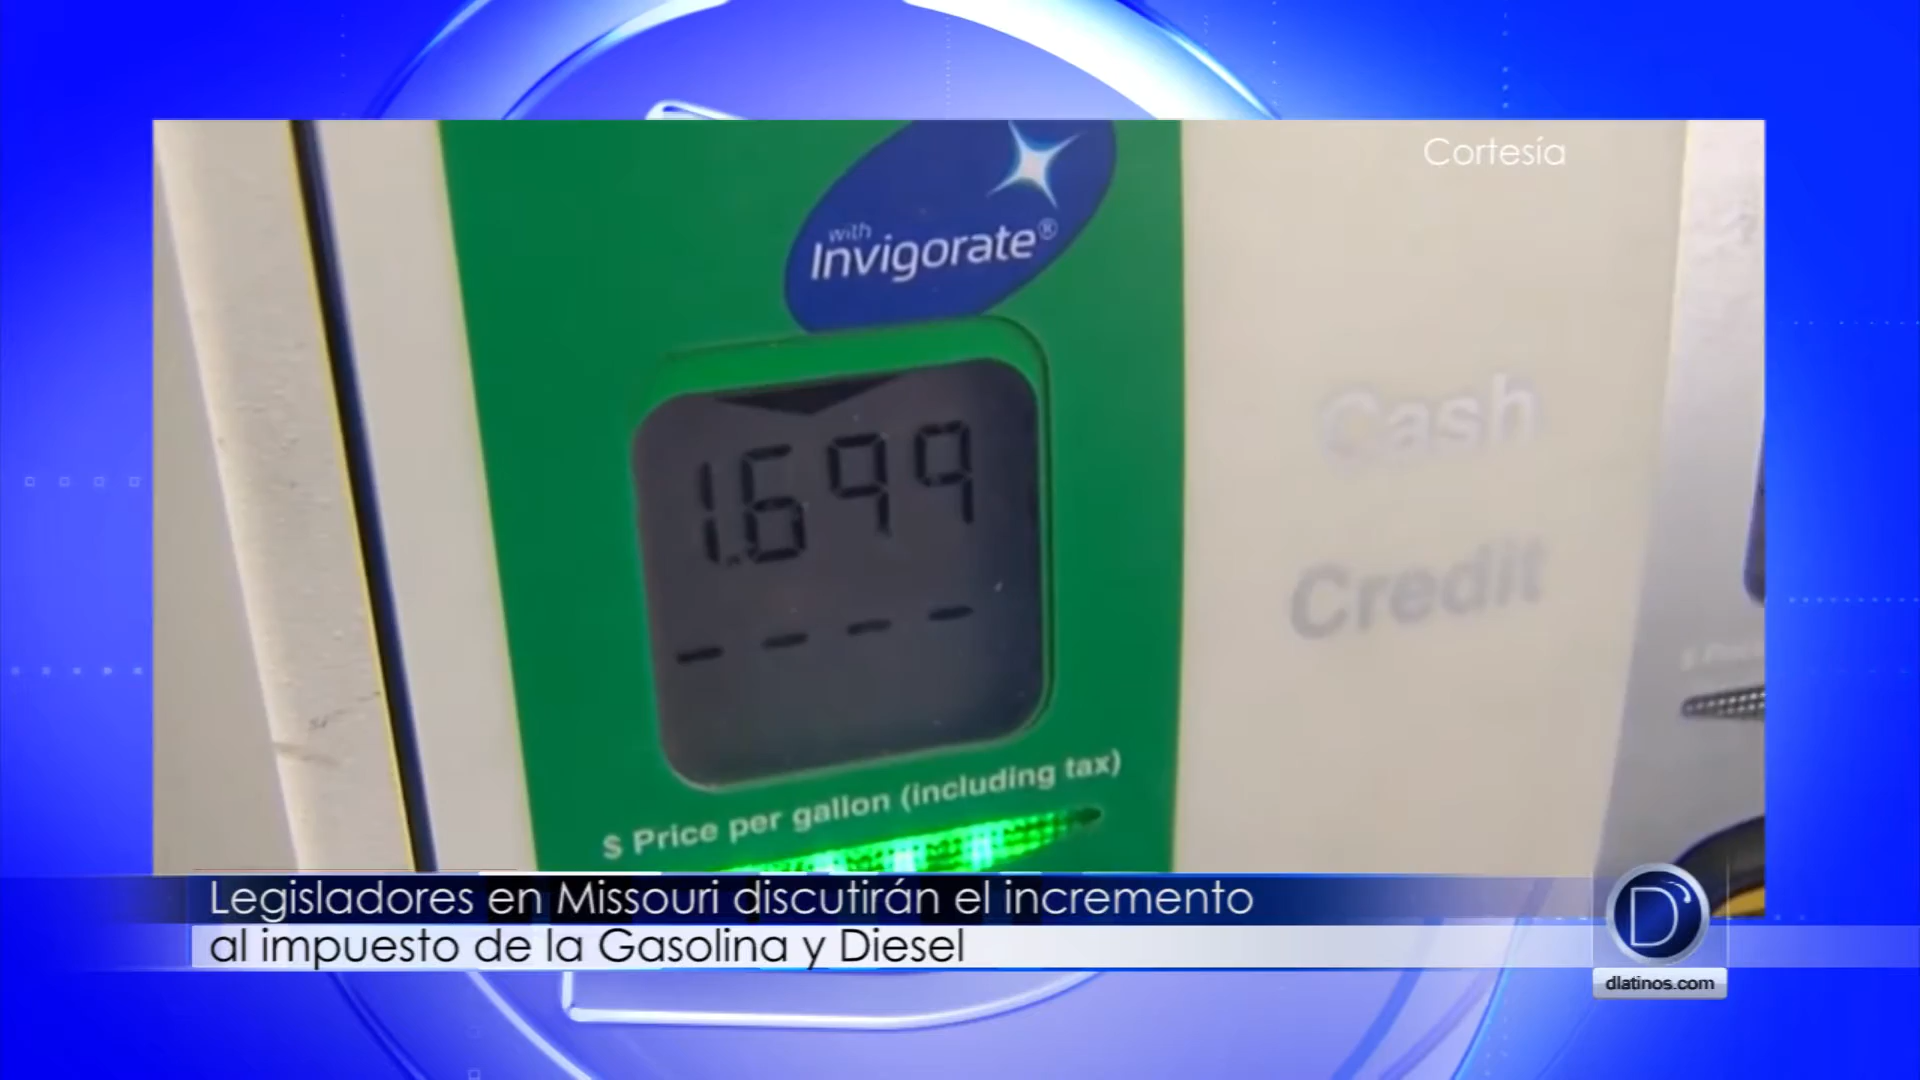 Cortesía
with
Invigorate®
1.699
Cash
Credit
- - - -
$ Price per gallon (including tax)
Legisladores en Missouri discutirán el incremento
al impuesto de la Gasolina y Diesel
D
dlatinos.com